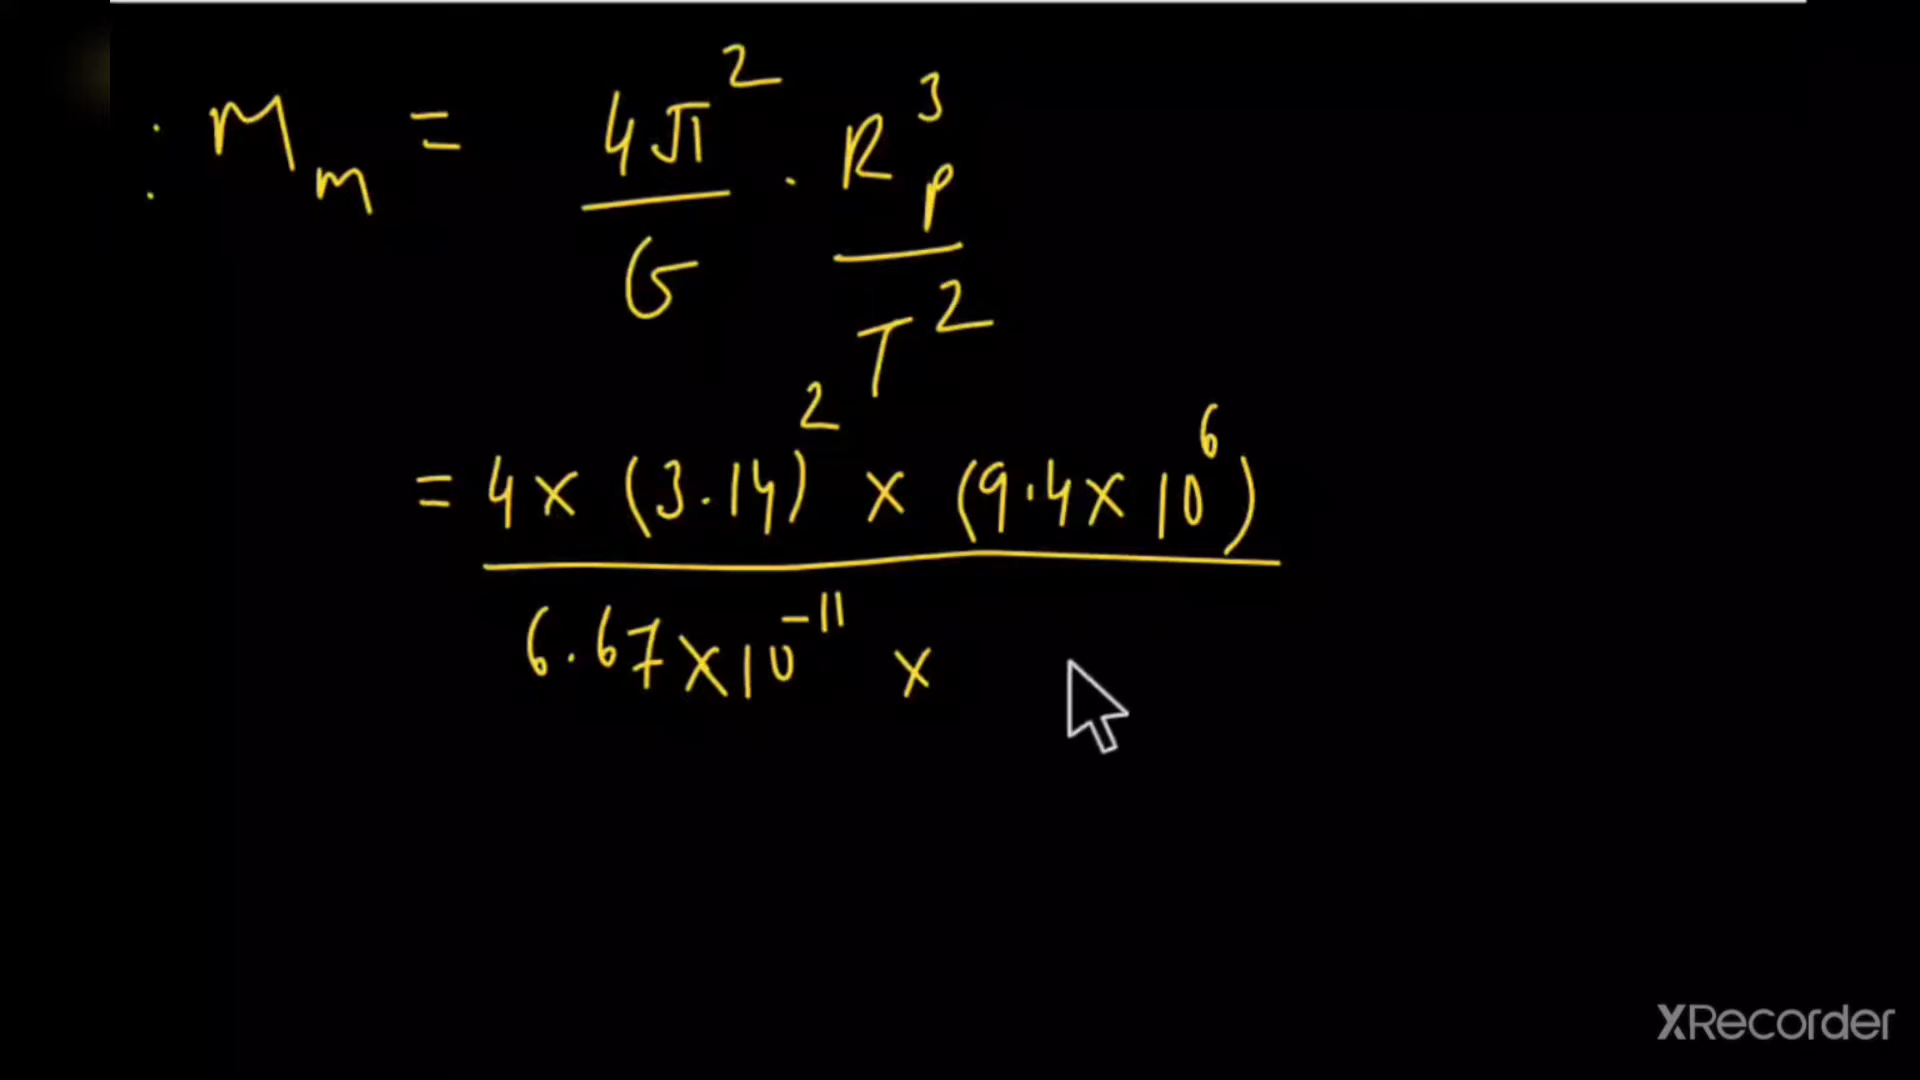 ∴ M_m = 4π² / G · R_p³ / T²
= 4 × (3.14)² × (9.4 × 10⁶)
6.67 × 10⁻¹¹ ×
XRecorder